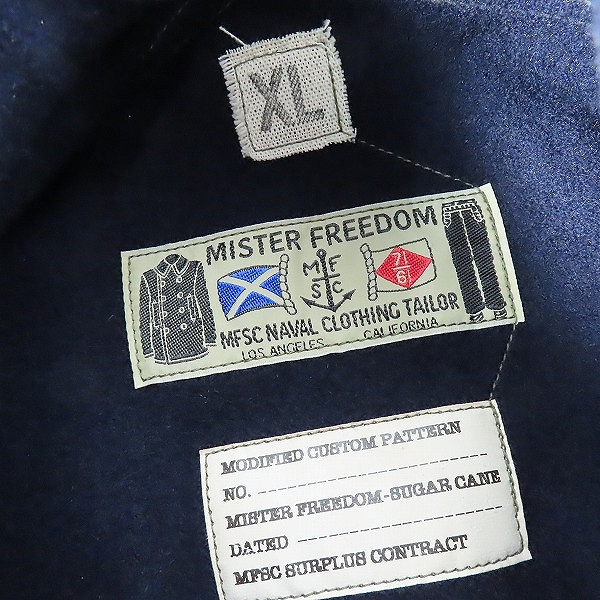 XL
MISTER FREEDOM
M F
S C
71
61
MFSC NAVAL CLOTHING TAILOR
LOS ANGELES CALIFORNIA
MODIFIED CUSTOM PATTERN
NO.
MISTER FREEDOM-SUGAR CANE
DATED
MFSC SURPLUS CONTRACT